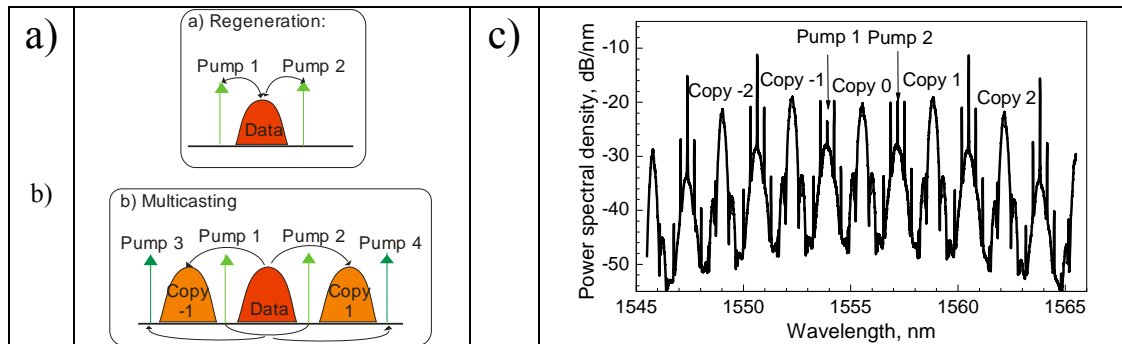 a)
a) Regeneration:
Pump 1 Pump 2
Data
b)
b) Multicasting
Pump 3 Pump 1 Pump 2 Pump 4
Copy -1 Data Copy 1
c)
Power spectral density, dB/nm
-10
-20
-30
-40
-50
Pump 1 Pump 2
Copy -2 Copy -1 Copy 0 Copy 1 Copy 2
1545 1550 1555 1560 1565
Wavelength, nm